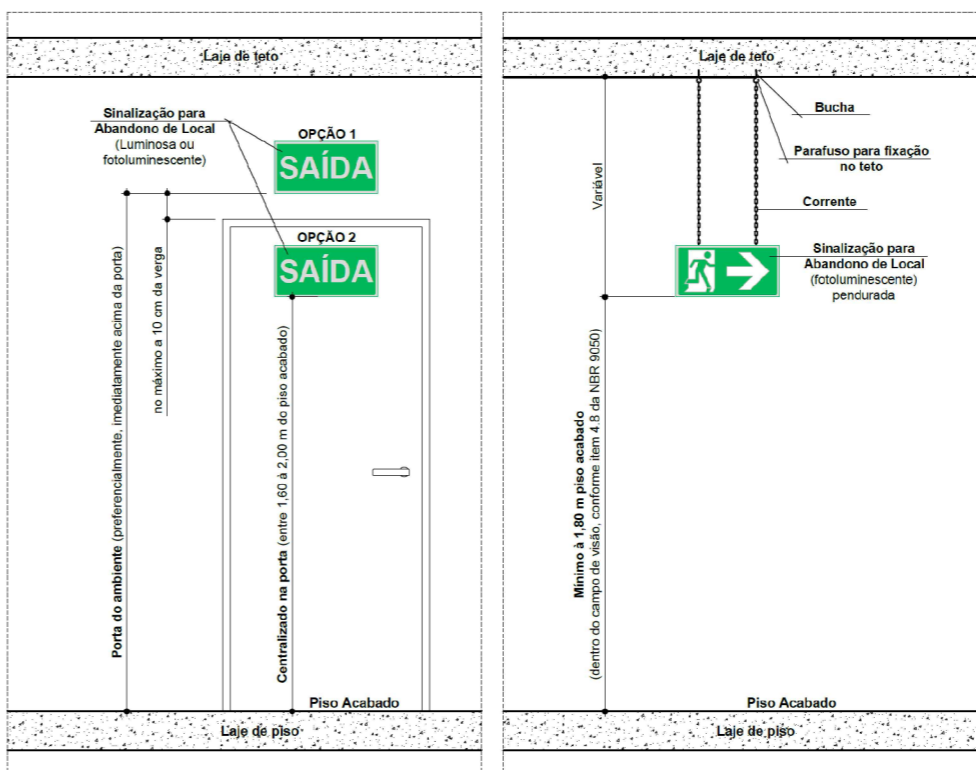 Laje de teto
Sinalização para
Abandono de Local
(Luminosa ou
fotoluminescente)
OPÇÃO 1
SAÍDA
OPÇÃO 2
SAÍDA
Porta do ambiente (preferencialmente, imediatamente acima da porta)
no máximo a 10 cm da verga
Centralizado na porta (entre 1,60 à 2,00 m do piso acabado)
Piso Acabado
Laje de piso
Laje de teto
Bucha
Parafuso para fixação
no teto
Variável
Corrente
Sinalização para
Abandono de Local
(fotoluminescente)
pendurada
Mínimo à 1,80 m piso acabado
(dentro do campo de visão, conforme item 4.8 da NBR 9050)
Piso Acabado
Laje de piso